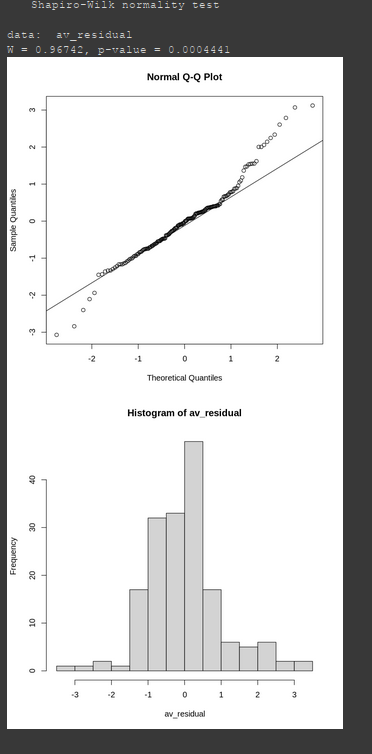 Shapiro-Wilk normality test
data:  av_residual
W = 0.96742, p-value = 0.0004441
Normal Q-Q Plot
3
2
1
0
-1
-2
-3
Sample Quantiles
-2 -1 0 1 2
Theoretical Quantiles
Histogram of av_residual
40
30
20
10
0
Frequency
-3 -2 -1 0 1 2 3
av_residual